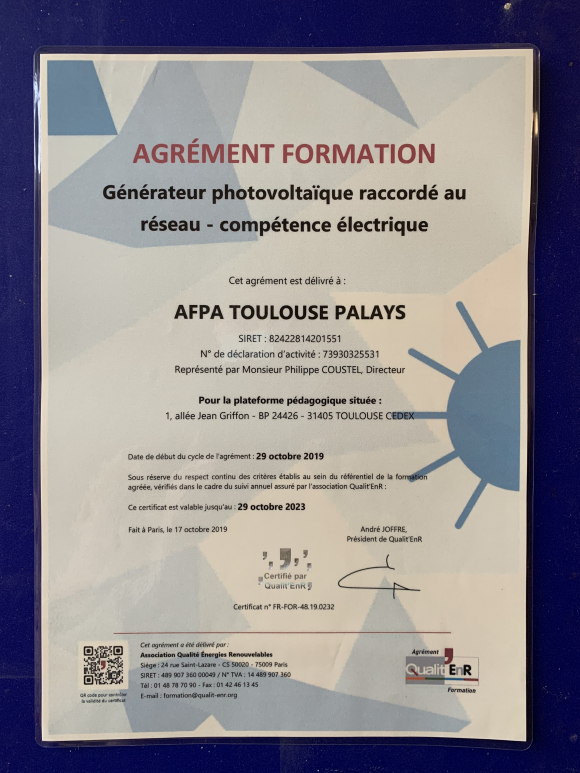 AGRÉMENT FORMATION
Générateur photovoltaïque raccordé au
réseau - compétence électrique
Cet agrément est délivré à :
AFPA TOULOUSE PALAYS
SIRET : 82422814201551
N° de déclaration d'activité : 73930325531
Représenté par Monsieur Philippe COUSTEL, Directeur
Pour la plateforme pédagogique située :
1, allée Jean Griffon - BP 24426 - 31405 TOULOUSE CEDEX
Date de début du cycle de l'agrément : 29 octobre 2019
Sous réserve du respect continu des critères établis au sein du référentiel de la formation
agréée, vérifiés dans le cadre du suivi annuel assuré par l'association Qualit'EnR :
Ce certificat est valable jusqu'au : 29 octobre 2023
Fait à Paris, le 17 octobre 2019
André JOFFRE,
Président de Qualit'EnR
Certifié par
Qualit'EnR
Certificat n° FR-FOR-48.19.0232
Cet agrément a été délivré par :
Association Qualité Énergies Renouvelables
Siège : 24 rue Saint-Lazare - CS 50020 - 75009 Paris
SIRET : 489 907 360 00049 / N° TVA : 14 489 907 360
Tél : 01 48 78 70 90 - Fax : 01 42 46 13 45
E-mail : formation@qualit-enr.org
QR code pour contrôler
la validité du certificat
Agrément
Qualit'EnR
Formation